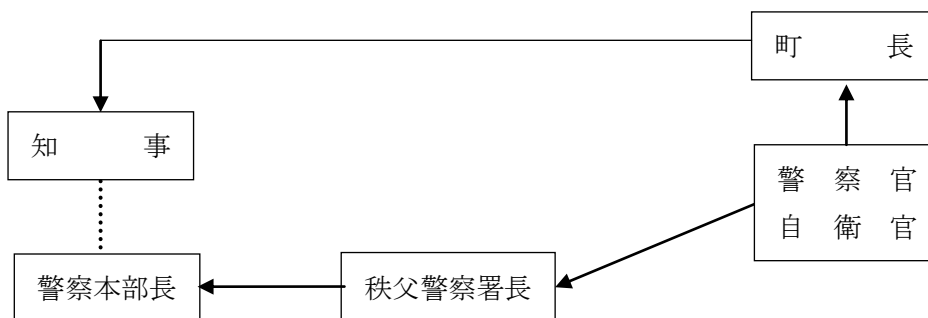 町　　長
知　　事
警　察　官
自　衛　官
警察本部長
秩父警察署長